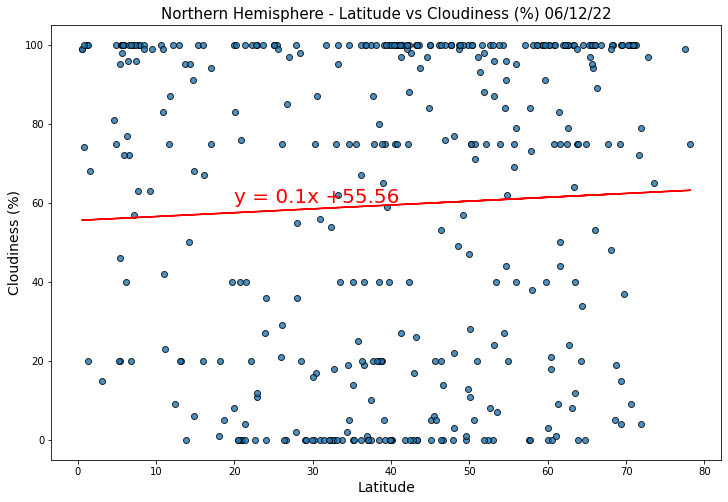 Northern Hemisphere - Latitude vs Cloudiness (%) 06/12/22
100
80
60
40
20
0
Cloudiness (%)
y = 0.1x +55.56
0 10 20 30 40 50 60 70 80
Latitude